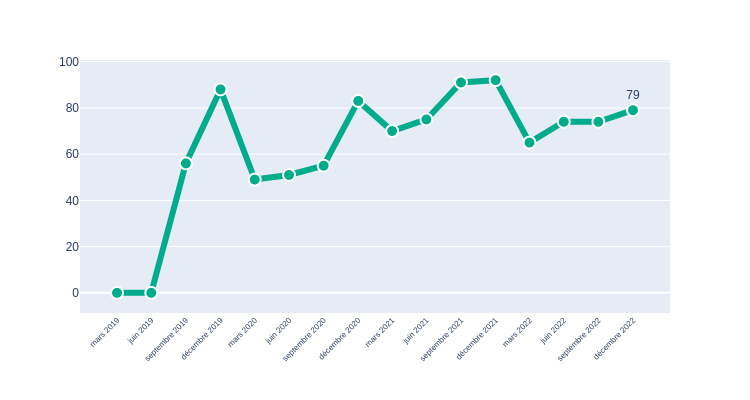 100
80
60
40
20
0
79
mars 2019
juin 2019
septembre 2019
décembre 2019
mars 2020
juin 2020
septembre 2020
décembre 2020
mars 2021
juin 2021
septembre 2021
décembre 2021
mars 2022
juin 2022
septembre 2022
décembre 2022